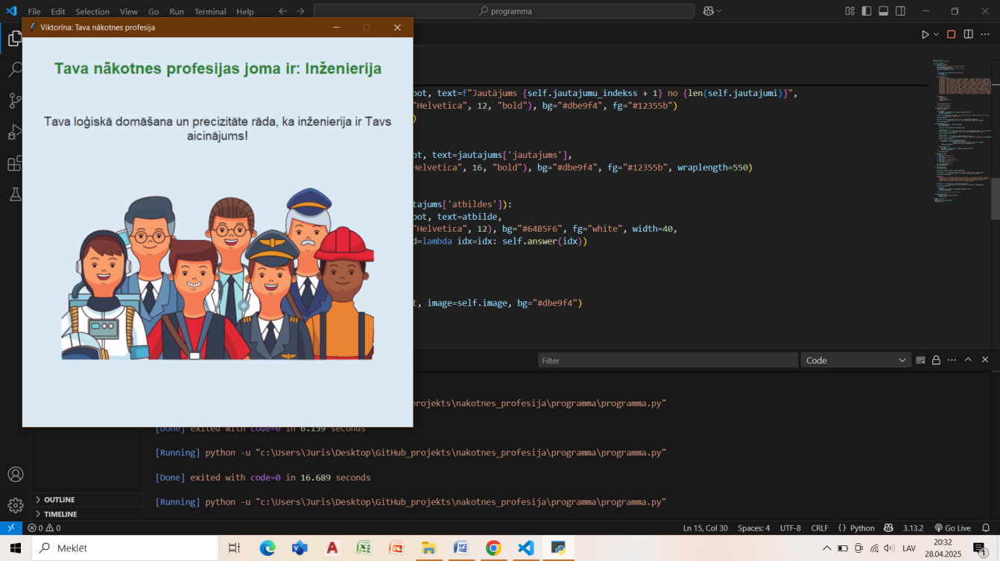 File Edit Selection View Go Run Terminal Help
programma
Viktorīna: Tava nākotnes profesija
Tava nākotnes profesijas joma ir: Inženierija
Tava loģiskā domāšana un precizitāte rāda, ka inženierija ir Tavs
aicinājums!
oot, text=f"Jautājums {self.jautajumu_indekss + 1} no {len(self.jautajumi)}",
"Helvetica", 12, "bold"), bg="#dbe9f4", fg="#12355b")
)
ot, text=jautajums['jautajums'],
Helvetica", 16, "bold"), bg="#dbe9f4", fg="#12355b", wraplength=550)
tajums['atbildes']):
oot, text=atbilde,
"Helvetica", 12), bg="#64B5F6", fg="white", width=40,
d=lambda idx=idx: self.answer(idx))
t, image=self.image, bg="#dbe9f4")
Filter
Code
projekts\nakotnes_profesija\programma\programma.py"
[Done] exited with code=0 in 6.159 seconds
[Running] python -u "c:\Users\Juris\Desktop\GitHub_projekts\nakotnes_profesija\programma\programma.py"
[Done] exited with code=0 in 16.689 seconds
[Running] python -u "c:\Users\Juris\Desktop\GitHub_projekts\nakotnes_profesija\programma\programma.py"
OUTLINE
TIMELINE
0 0
Ln 15, Col 30 Spaces: 4 UTF-8 CRLF {} Python 3.13.2 Go Live
Meklēt
LAV
20:32
28.04.2025
1